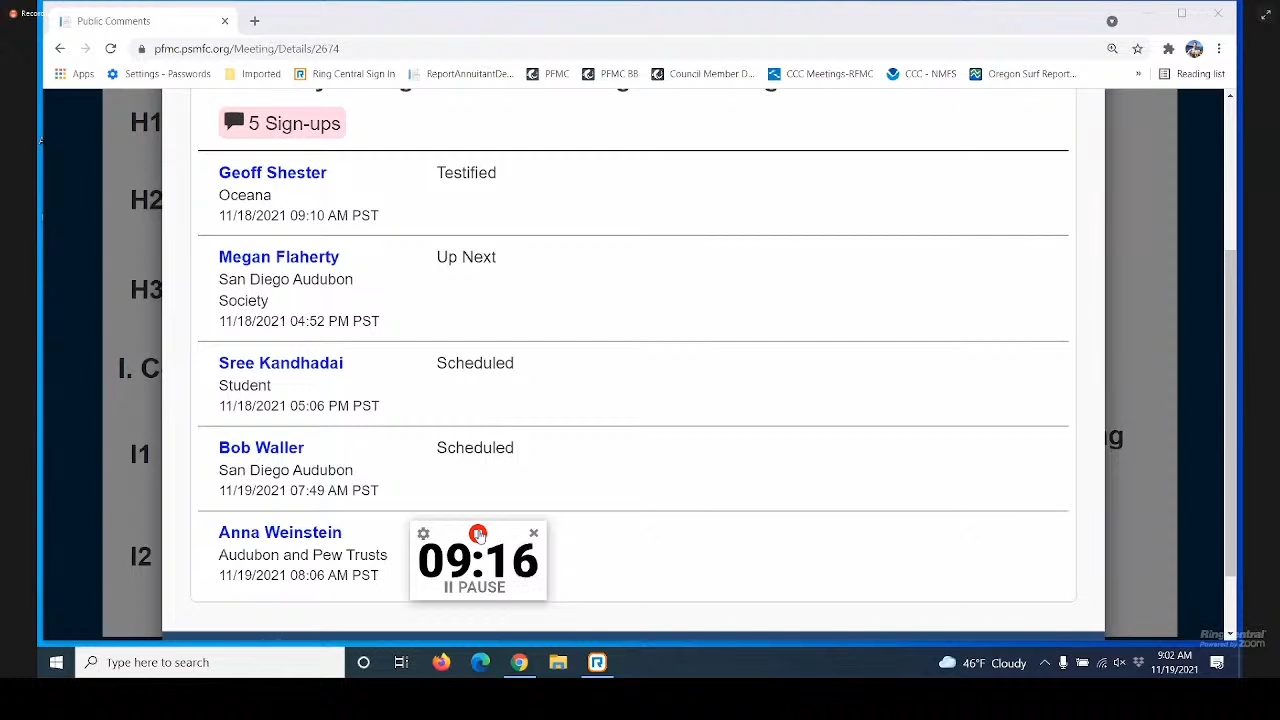 Public Comments
pfmc.psmfc.org/Meeting/Details/2674
Apps Settings - Passwords Imported Ring Central Sign In ReportAnnuitantDe... PFMC PFMC BB Council Member D... CCC Meetings-RFMC CCC - NMFS Oregon Surf Report... » Reading list
H1
5 Sign-ups
Geoff Shester Testified
Oceana
11/18/2021 09:10 AM PST
H2
Megan Flaherty Up Next
San Diego Audubon
Society
11/18/2021 04:52 PM PST
H3
Sree Kandhadai Scheduled
Student
11/18/2021 05:06 PM PST
I. C
Bob Waller Scheduled
San Diego Audubon
11/19/2021 07:49 AM PST
I1
ng
Anna Weinstein
Audubon and Pew Trusts
11/19/2021 08:06 AM PST
I2
09:16
II PAUSE
RingCentral
Powered by zoom
Type here to search
46°F Cloudy
9:02 AM
11/19/2021